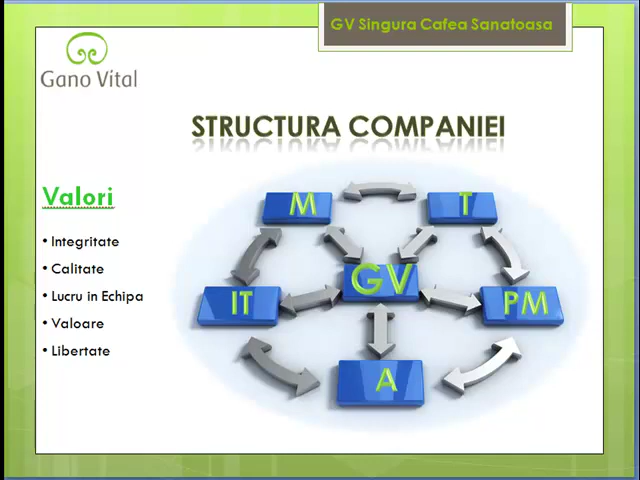 GV Singura Cafea Sanatoasa
Gano Vital
STRUCTURA COMPANIEI
Valori
• Integritate
• Calitate
• Lucru in Echipa
• Valoare
• Libertate
M
T
GV
IT
PM
A